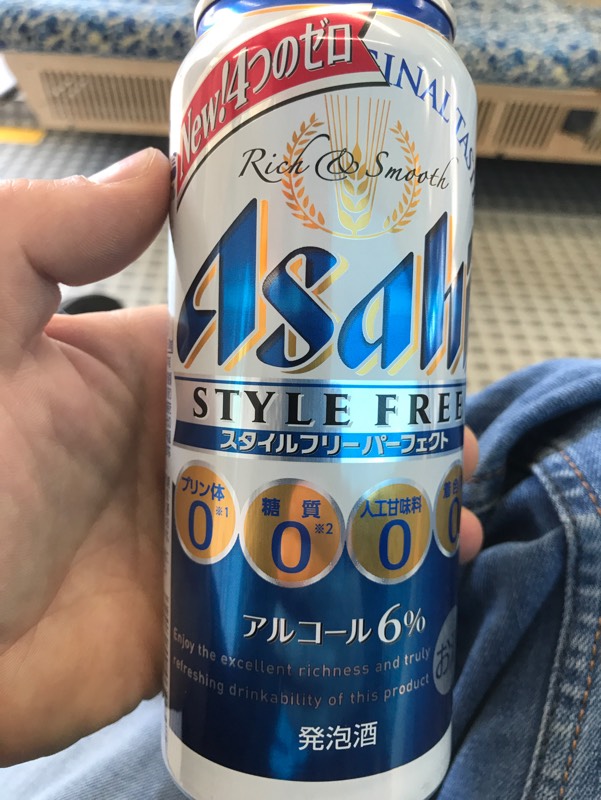 New! 4つのゼロ
Rich & Smooth
Asahi
STYLE FREE
スタイルフリーパーフェクト
プリン体 0 ※1
糖質 0 ※2
人工甘味料 0
0
アルコール 6%
Enjoy the excellent richness and truly
refreshing drinkability of this product
発泡酒